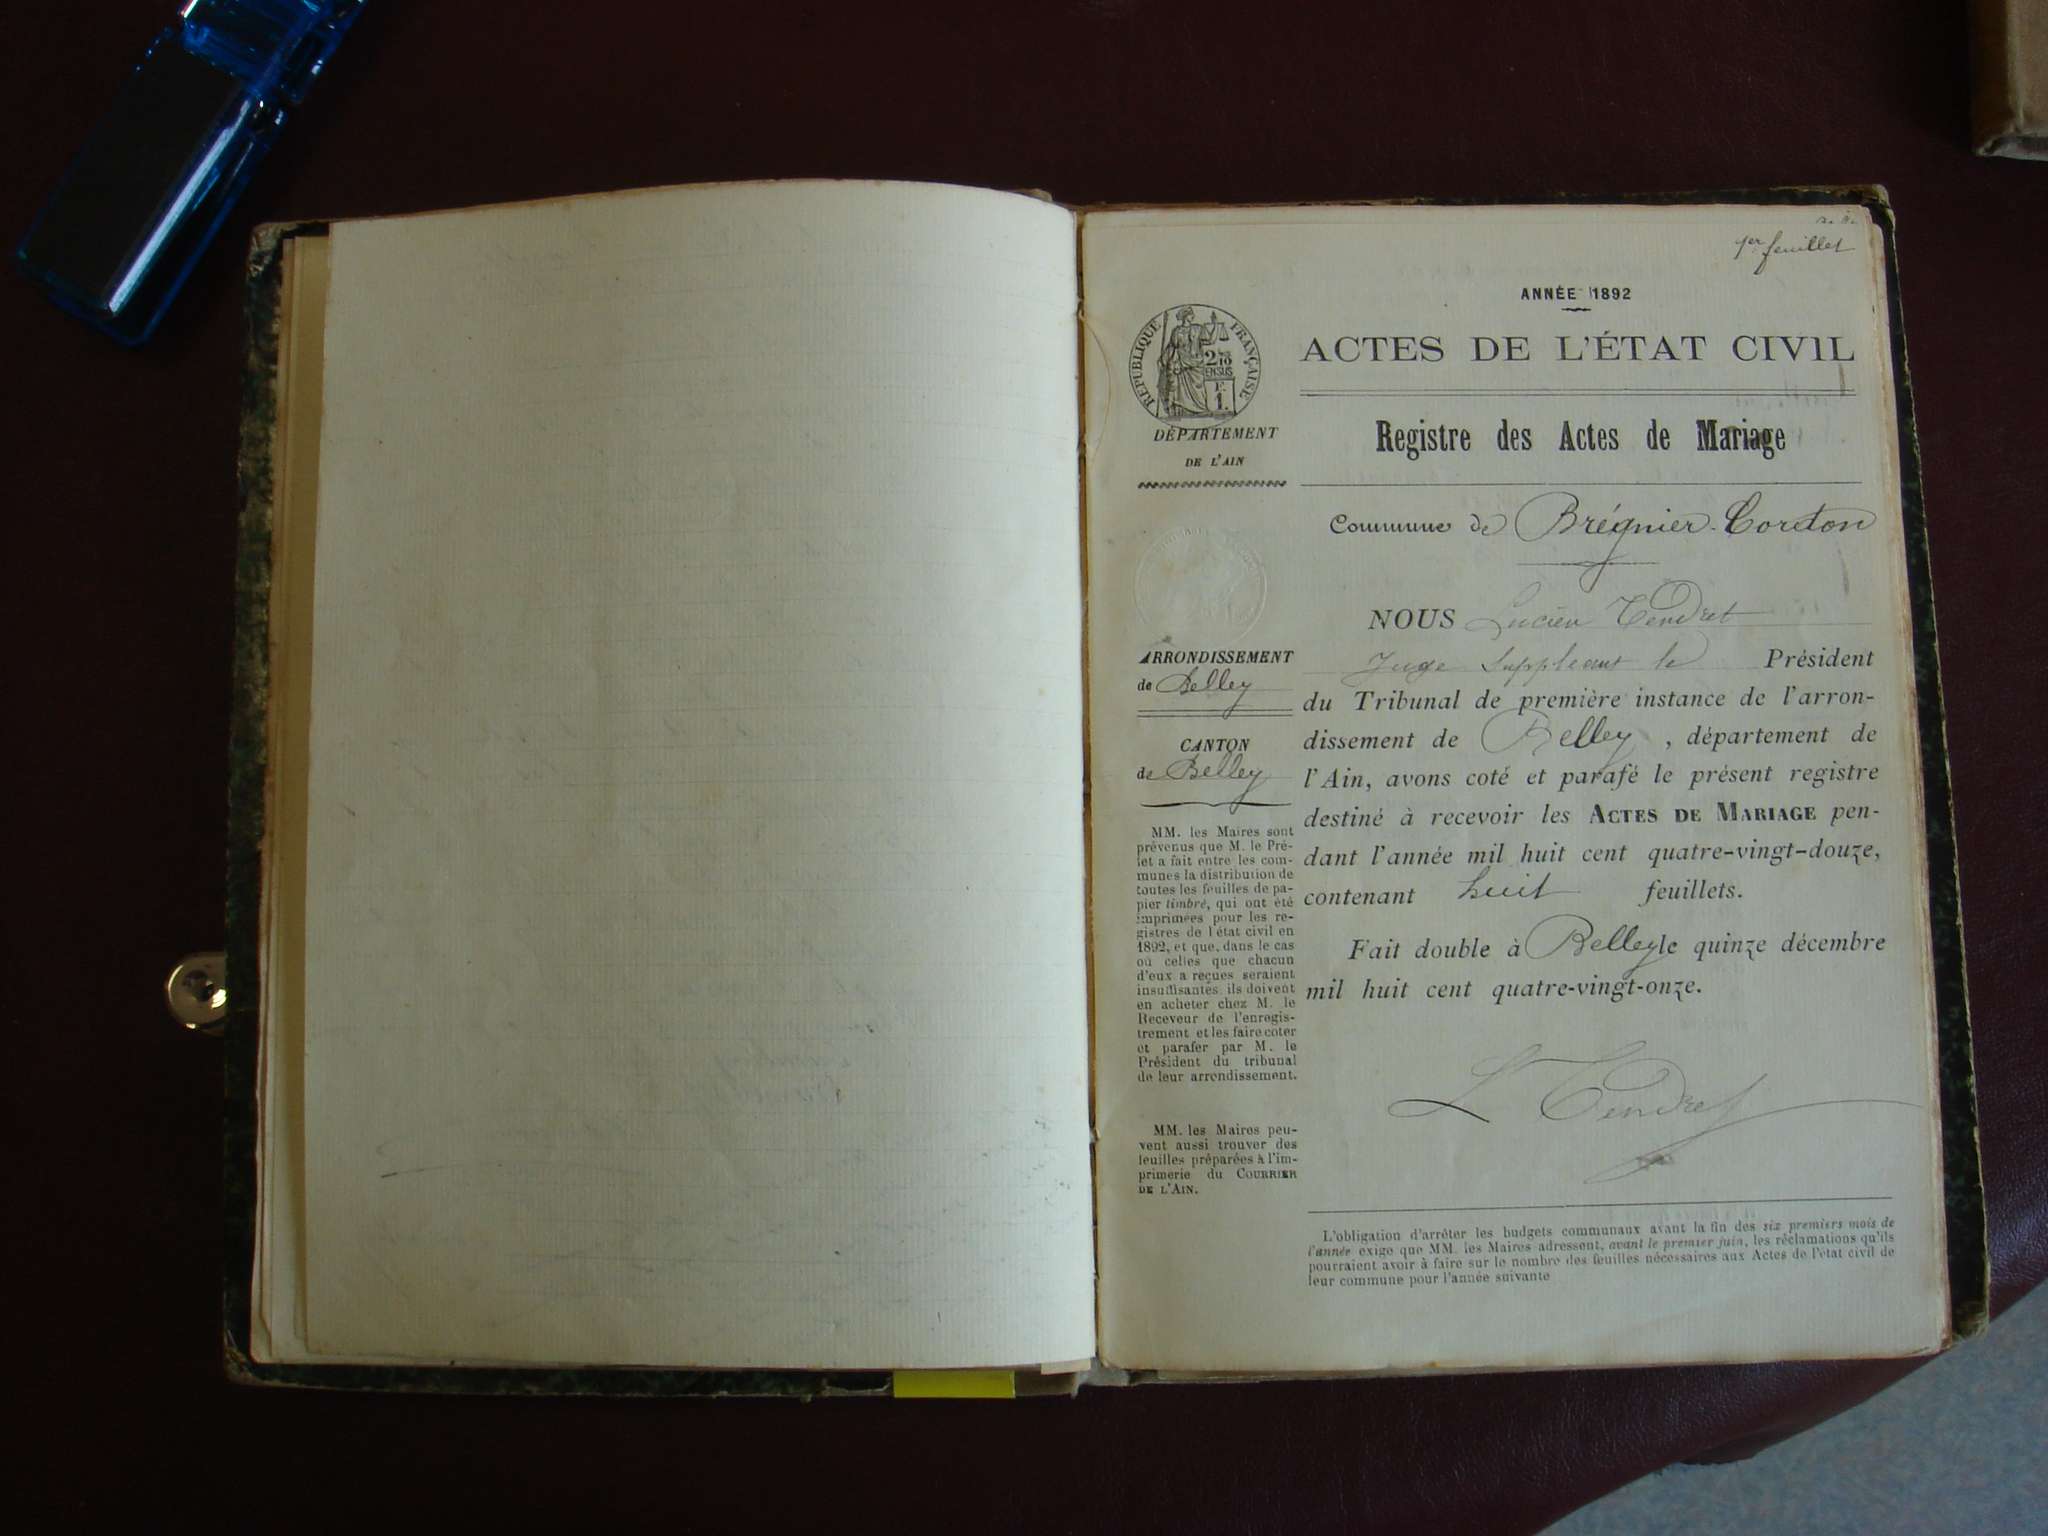 1er feuillet
ANNÉE 1892
ACTES DE L'ÉTAT CIVIL
Registre des Actes de Mariage
RÉPUBLIQUE FRANÇAISE
2
10
EN SUS
F.
1.
DÉPARTEMENT
DE L'AIN
Commune de Brégnier-Cordon
ARRONDISSEMENT
de Belley
CANTON
de Belley
MM. les Maires sont
prévenus que M. le Pré-
fet a fait entre les com-
munes la distribution de
toutes les feuilles de pa-
pier timbré, qui ont été
imprimées pour les re-
gistres de l'état civil en
1892, et que, dans le cas
où celles que chacun
d'eux a reçues seraient
insuffisantes, ils doivent
en acheter chez M. le
Receveur de l'enregis-
trement et les faire coter
et parafer par M. le
Président du tribunal
de leur arrondissement.
MM. les Maires peu-
vent aussi trouver des
feuilles préparées à l'im-
primerie du COURRIER
DE L'AIN.
NOUS Lucien Tendret
Juge Suppléant le Président
du Tribunal de première instance de l'arron-
dissement de Belley, département de
l'Ain, avons coté et parafé le présent registre
destiné à recevoir les ACTES DE MARIAGE pen-
dant l'année mil huit cent quatre-vingt-douze,
contenant huit feuillets.
Fait double à Belley le quinze décembre
mil huit cent quatre-vingt-onze.
L Tendret
L'obligation d'arrêter les budgets communaux avant la fin des six premiers mois de
l'année exige que MM. les Maires adressent, avant le premier juin, les réclamations qu'ils
pourraient avoir à faire sur le nombre des feuilles nécessaires aux Actes de l'état civil de
leur commune pour l'année suivante